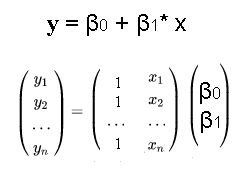 y = β0 + β1* x
y1 = 1 x1 β0
y2 1 x2 β1
... ... ...
yn 1 xn